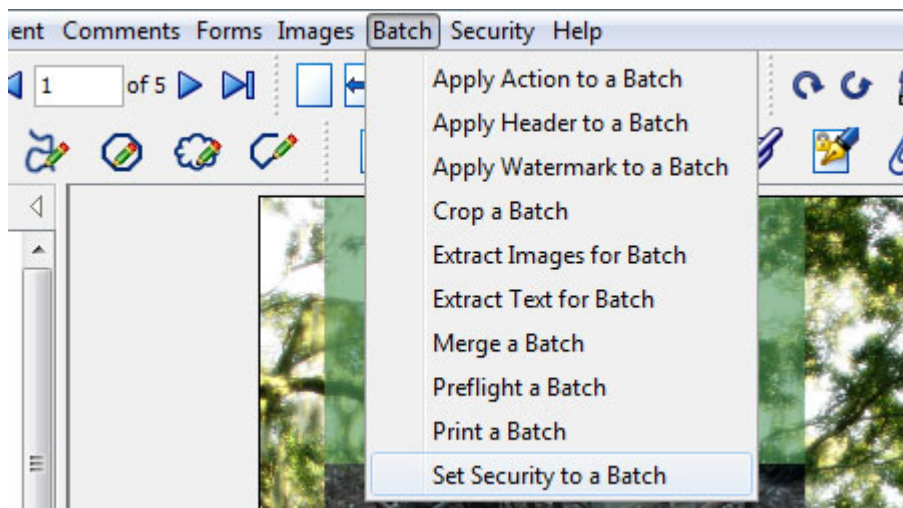 ent Comments Forms Images Batch Security Help
1 of 5
Apply Action to a Batch
Apply Header to a Batch
Apply Watermark to a Batch
Crop a Batch
Extract Images for Batch
Extract Text for Batch
Merge a Batch
Preflight a Batch
Print a Batch
Set Security to a Batch